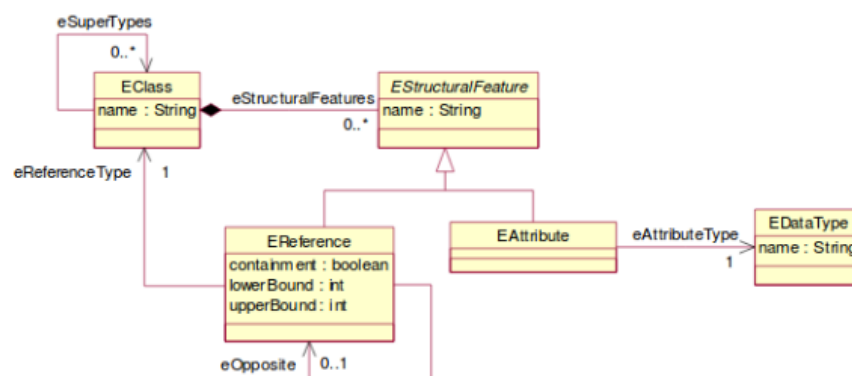 eSuperTypes
0..*
EClass
name : String
eStructuralFeatures
0..*
EStructuralFeature
name : String
eReferenceType
1
EReference
containment : boolean
lowerBound : int
upperBound : int
EAttribute
eAttributeType
1
EDataType
name : String
eOpposite
0..1